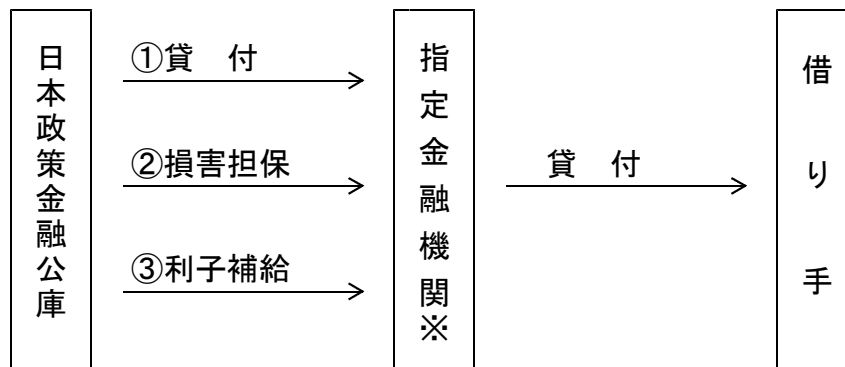 日本政策金融公庫
①貸　付
②損害担保
③利子補給
指定金融機関※
貸　付
借り手